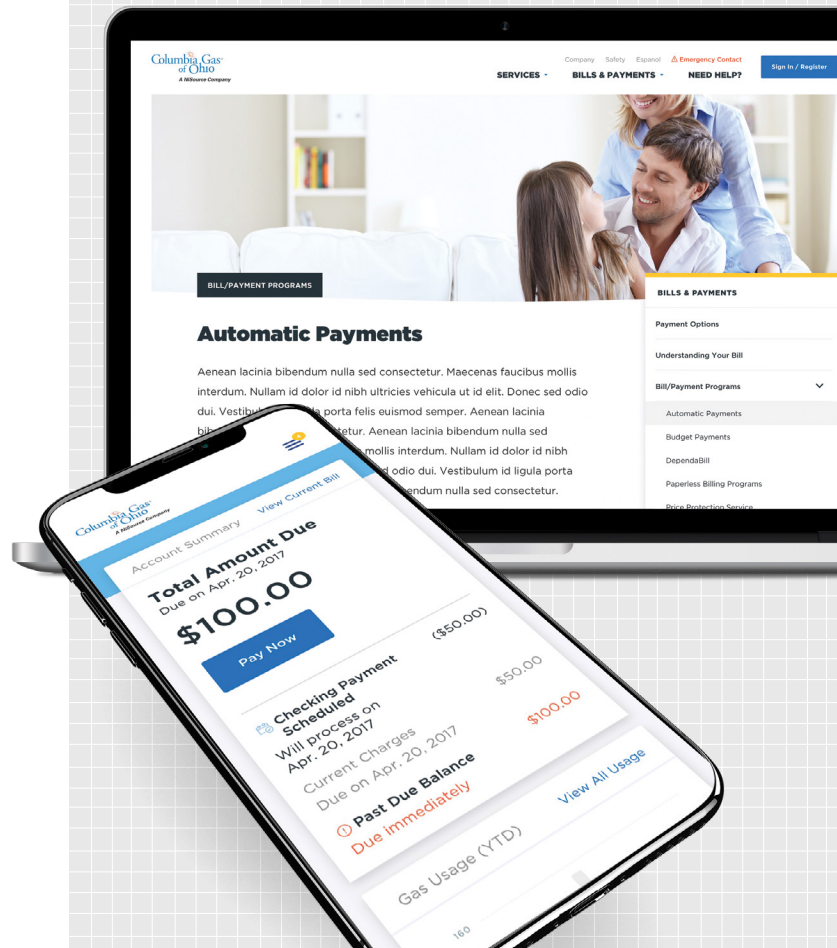 Columbia Gas
of Ohio
A NiSource Company
Company Safety Espanol Emergency Contact
SERVICES BILLS & PAYMENTS NEED HELP?
Sign In / Register
BILL/PAYMENT PROGRAMS
Automatic Payments
Aenean lacinia bibendum nulla sed consectetur. Maecenas faucibus mollis
interdum. Nullam id dolor id nibh ultricies vehicula ut id elit. Donec sed odio
dui. porta felis euismod semper. Aenean lacinia
Aenean lacinia bibendum nulla sed
mollis interdum. Nullam id dolor id nibh
odio dui. Vestibulum id ligula porta
nulla sed consectetur.
BILLS & PAYMENTS
Payment Options
Understanding Your Bill
Bill/Payment Programs
Automatic Payments
Budget Payments
DependaBill
Paperless Billing Programs
Price Protection Service
Columbia Gas
of Ohio
A NiSource Company
Account Summary View Current Bill
Total Amount Due
Due on Apr. 20, 2017
$100.00
Pay Now
Checking Payment ($50.00)
Scheduled
Will process on
Apr. 20, 2017
Current Charges $50.00
Due on Apr. 20, 2017
Past Due Balance $100.00
Due immediately
Gas Usage (YTD) View All Usage
160